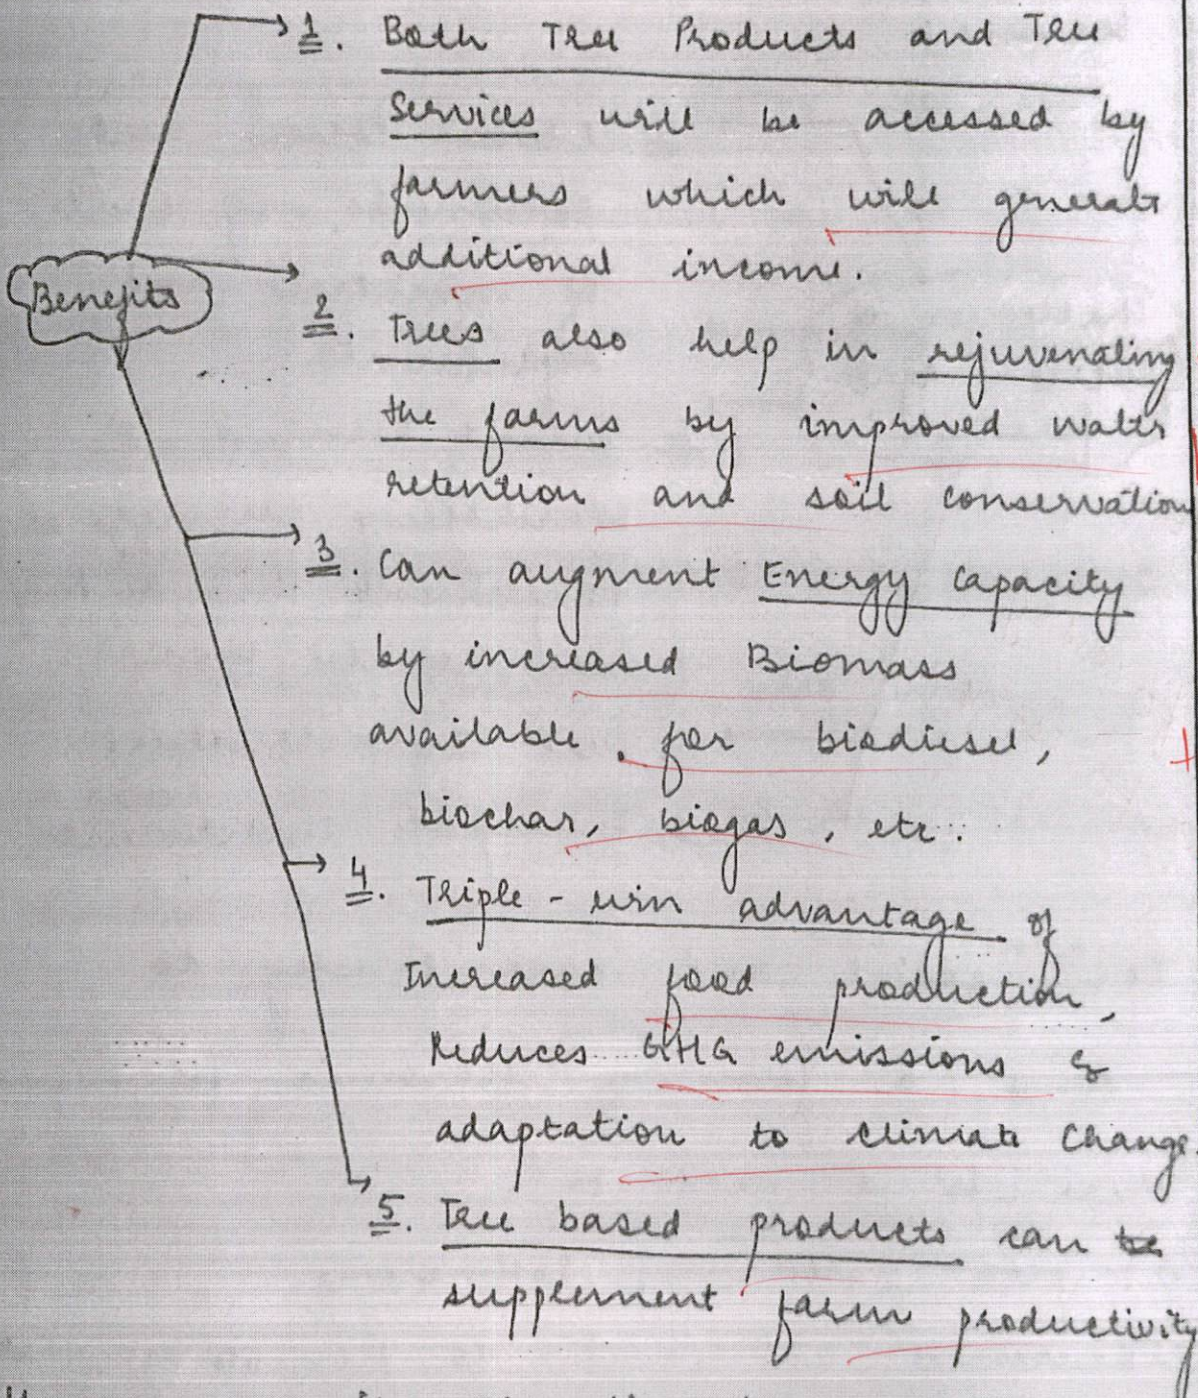 1. Both Tree Products and Tree
Services will be accessed by
farmers which will generate
additional income.
Benefits
2. Trees also help in rejuvenating
the farms by improved water
retention and soil conservation
3. Can augment Energy Capacity
by increased Biomass
available for biodiesel,
biochar, biogas, etc.
4. Triple-win advantage of
Increased food production,
Reduces GHG emissions &
adaptation to climate change.
5. Tree based products can
supplement farm productivity